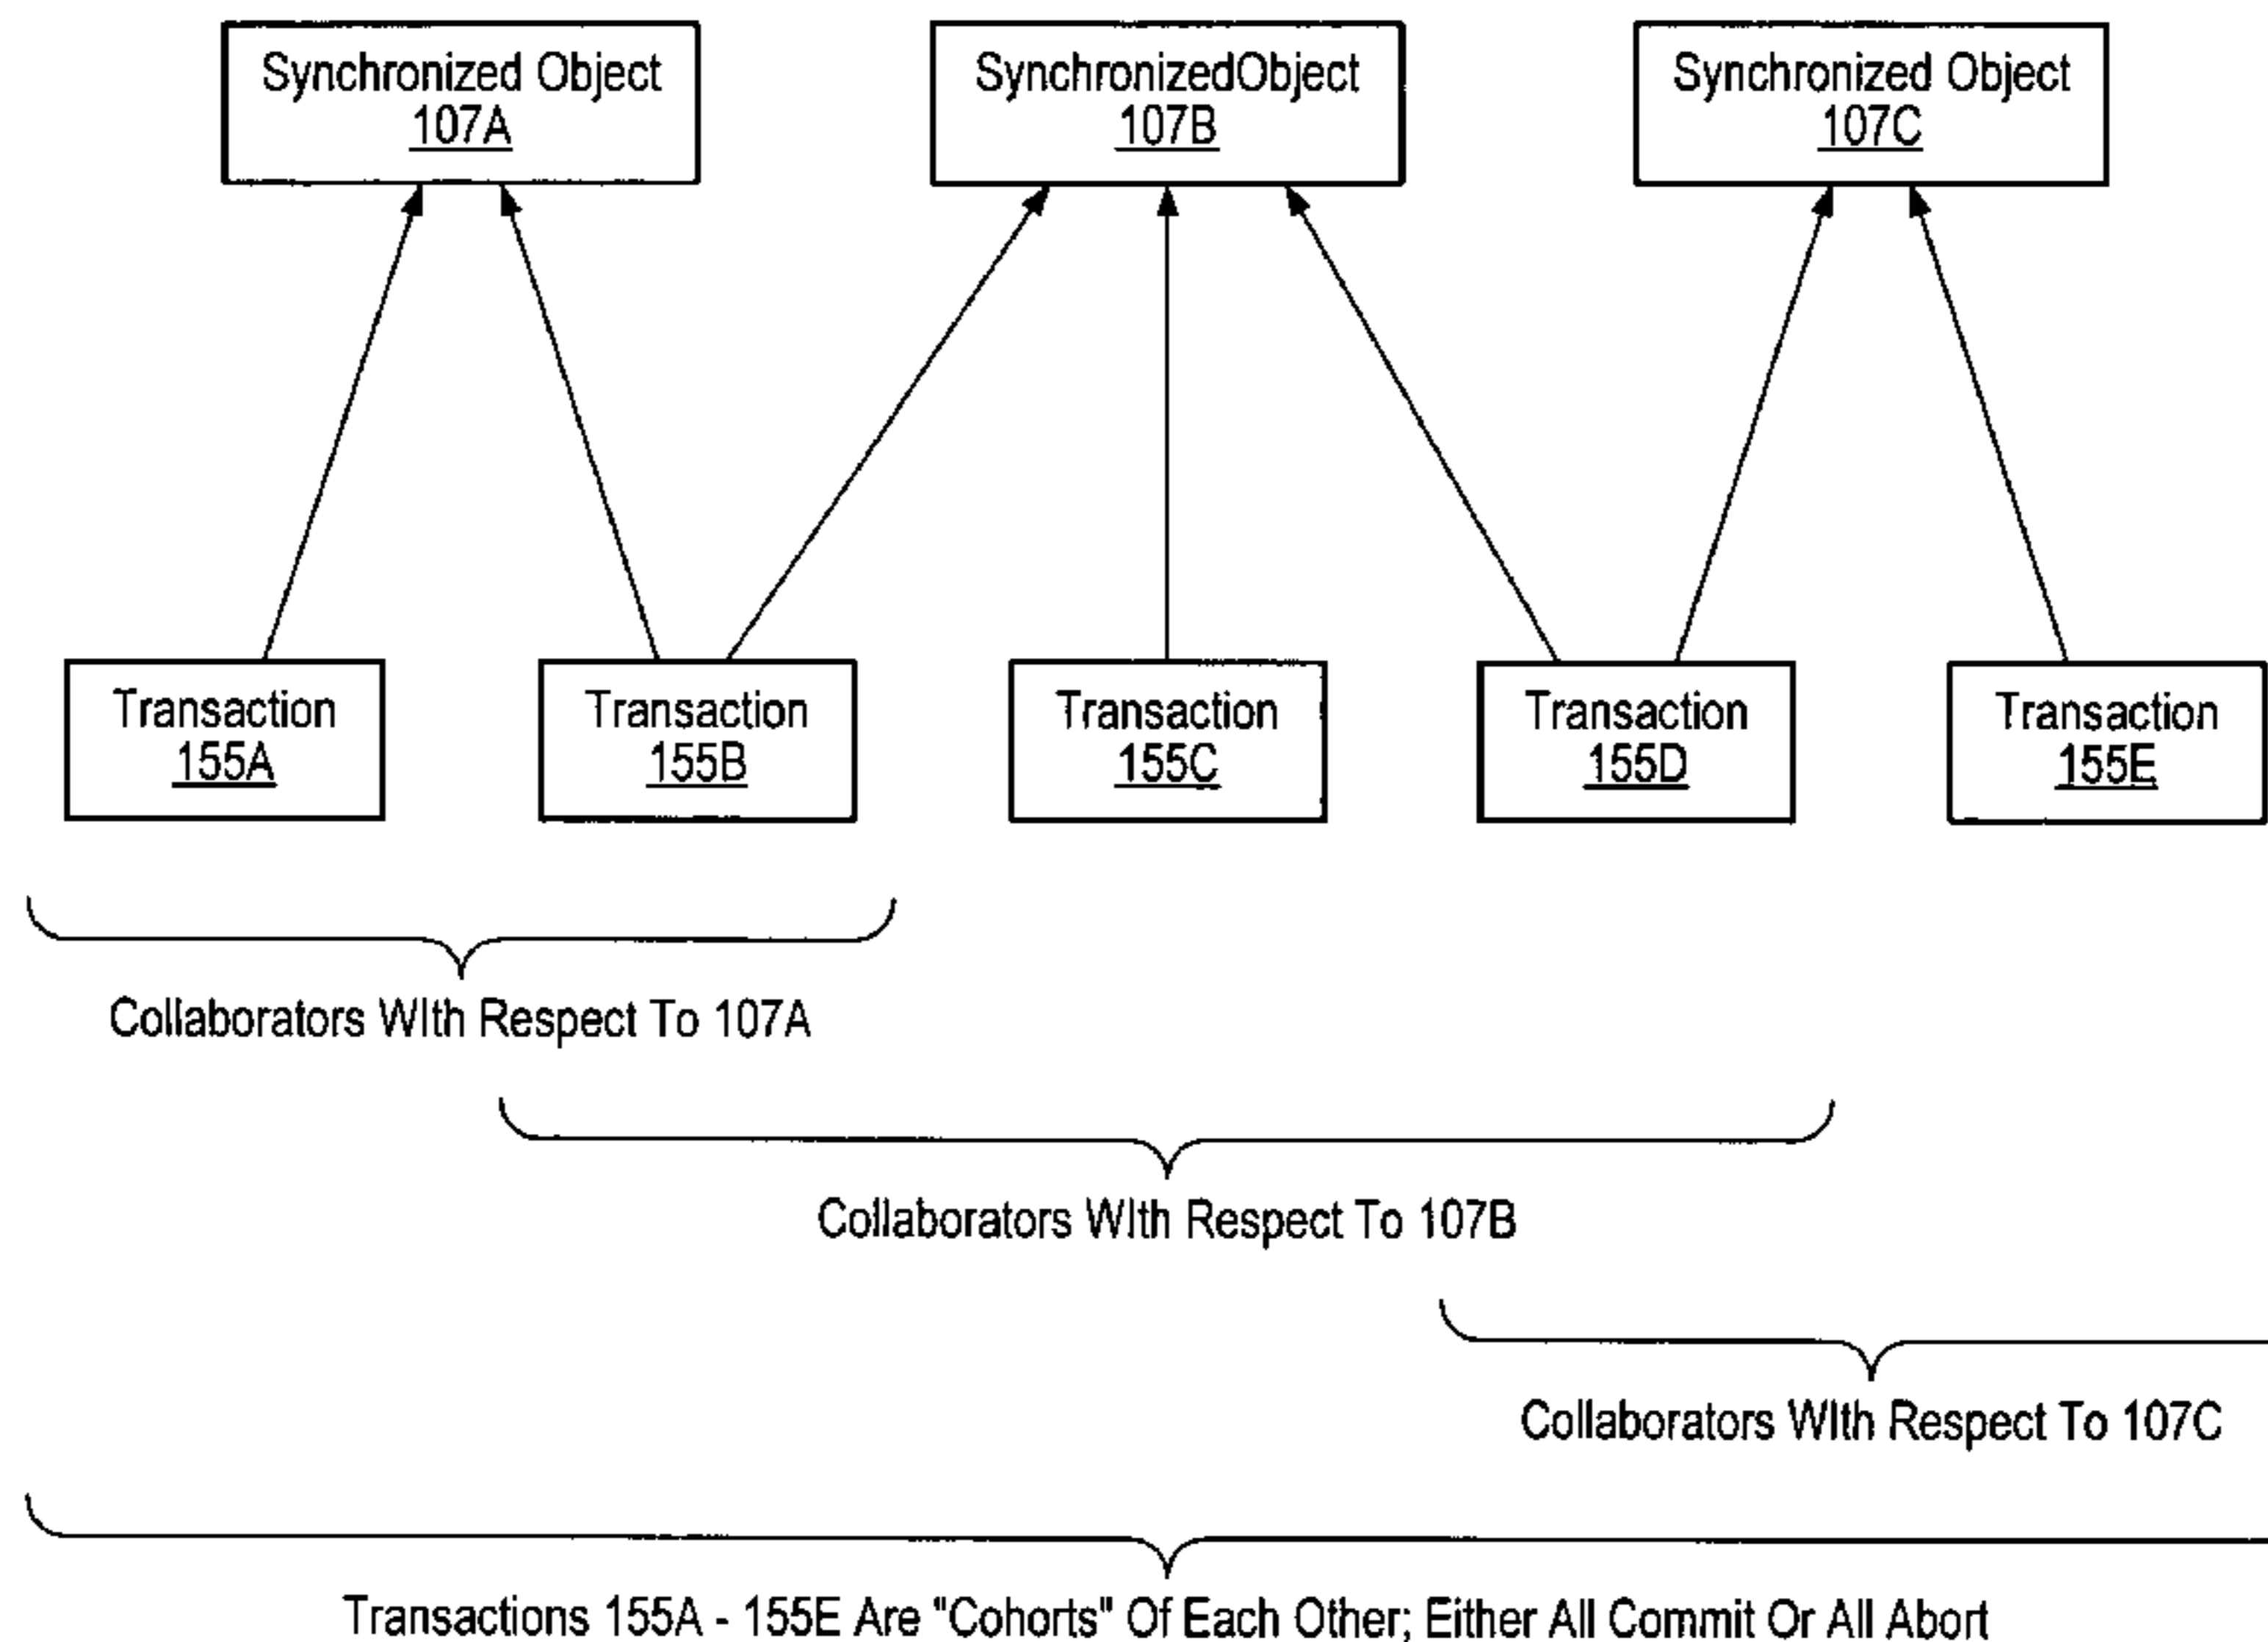 Synchronized Object
107A
SynchronizedObject
107B
Synchronized Object
107C
Transaction
155A
Transaction
155B
Transaction
155C
Transaction
155D
Transaction
155E
Collaborators WIth Respect To 107A
Collaborators WIth Respect To 107B
Collaborators WIth Respect To 107C
Transactions 155A - 155E Are "Cohorts" Of Each Other; Either All Commit Or All Abort